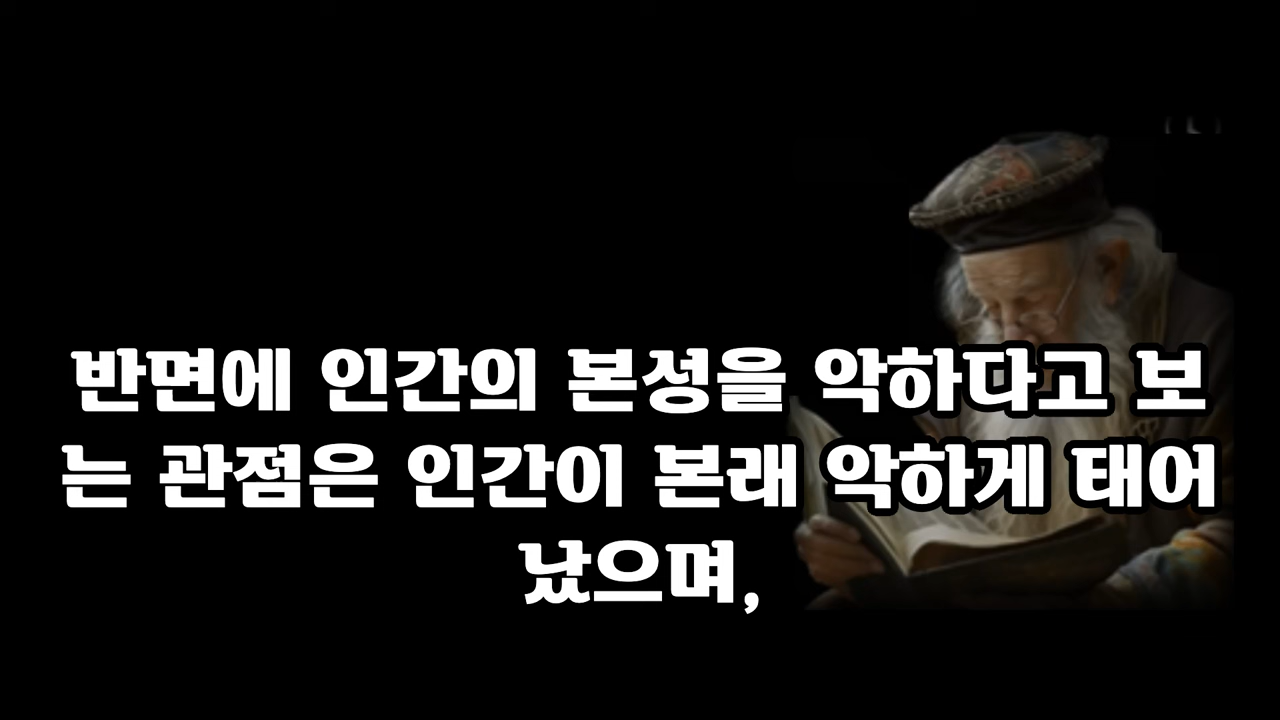 반면에 인간의 본성을 악하다고 보
는 관점은 인간이 본래 악하게 태어
났으며,